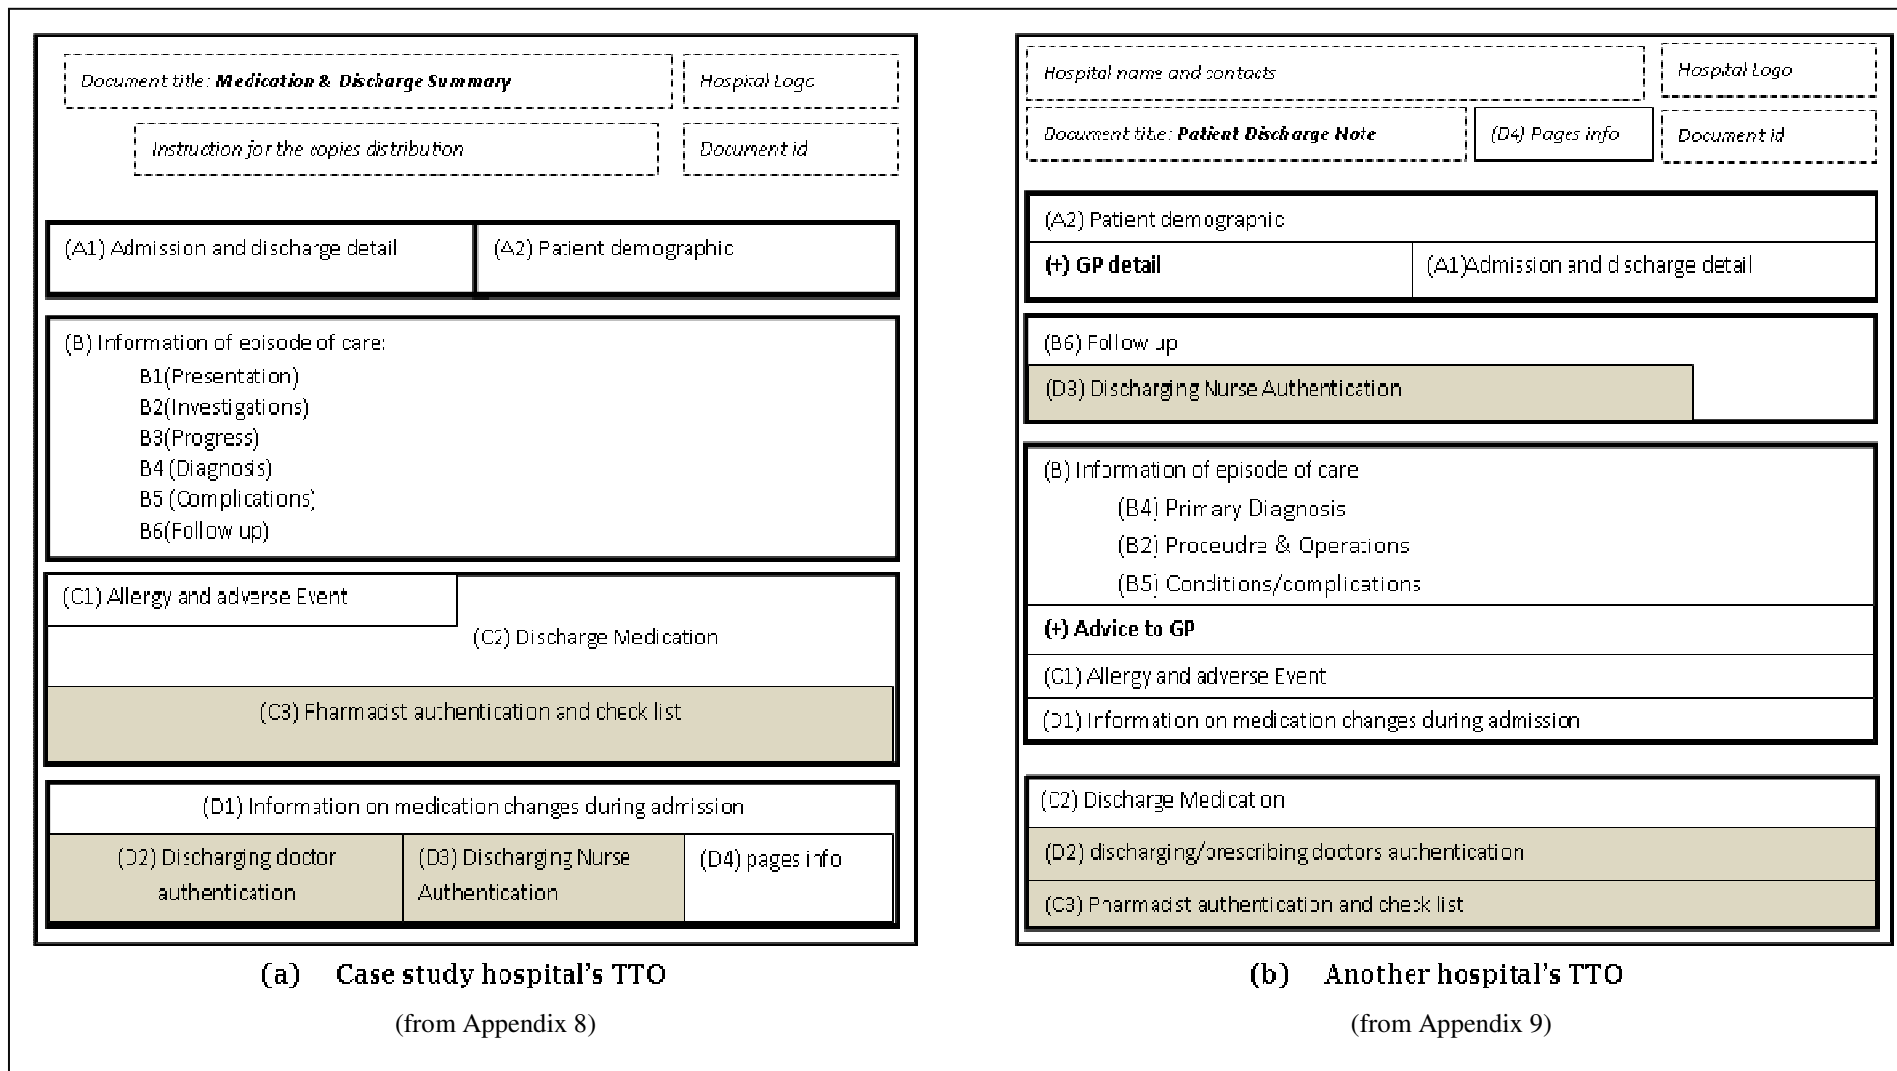 Document title: Medication & Discharge Summary
Hospital Logo
Instruction for the copies distribution
Document id
(A1) Admission and discharge detail
(A2) Patient demographic
(B) Information of episode of care:
B1(Presentation)
B2(Investigations)
B3(Progress)
B4 (Diagnosis)
B5 (Complications)
B6(Follow up)
(C1) Allergy and adverse Event
(C2) Discharge Medication
(C3) Pharmacist authentication and check list
(D1) Information on medication changes during admission
(D2) Discharging doctor
authentication
(D3) Discharging Nurse
Authentication
(D4) pages info
(a) Case study hospital's TTO
(from Appendix 8)
Hospital name and contacts
Hospital Logo
Document title: Patient Discharge Note
(D4) Pages info
Document id
(A2) Patient demographic
(+) GP detail
(A1)Admission and discharge detail
(B6) Follow up
(D3) Discharging Nurse Authentication
(B) Information of episode of care
(B4) Primary Diagnosis
(B2) Proceudre & Operations
(B5) Conditions/complications
(+) Advice to GP
(C1) Allergy and adverse Event
(D1) Information on medication changes during admission
(C2) Discharge Medication
(D2) discharging/prescribing doctors authentication
(C3) Pharmacist authentication and check list
(b) Another hospital's TTO
(from Appendix 9)